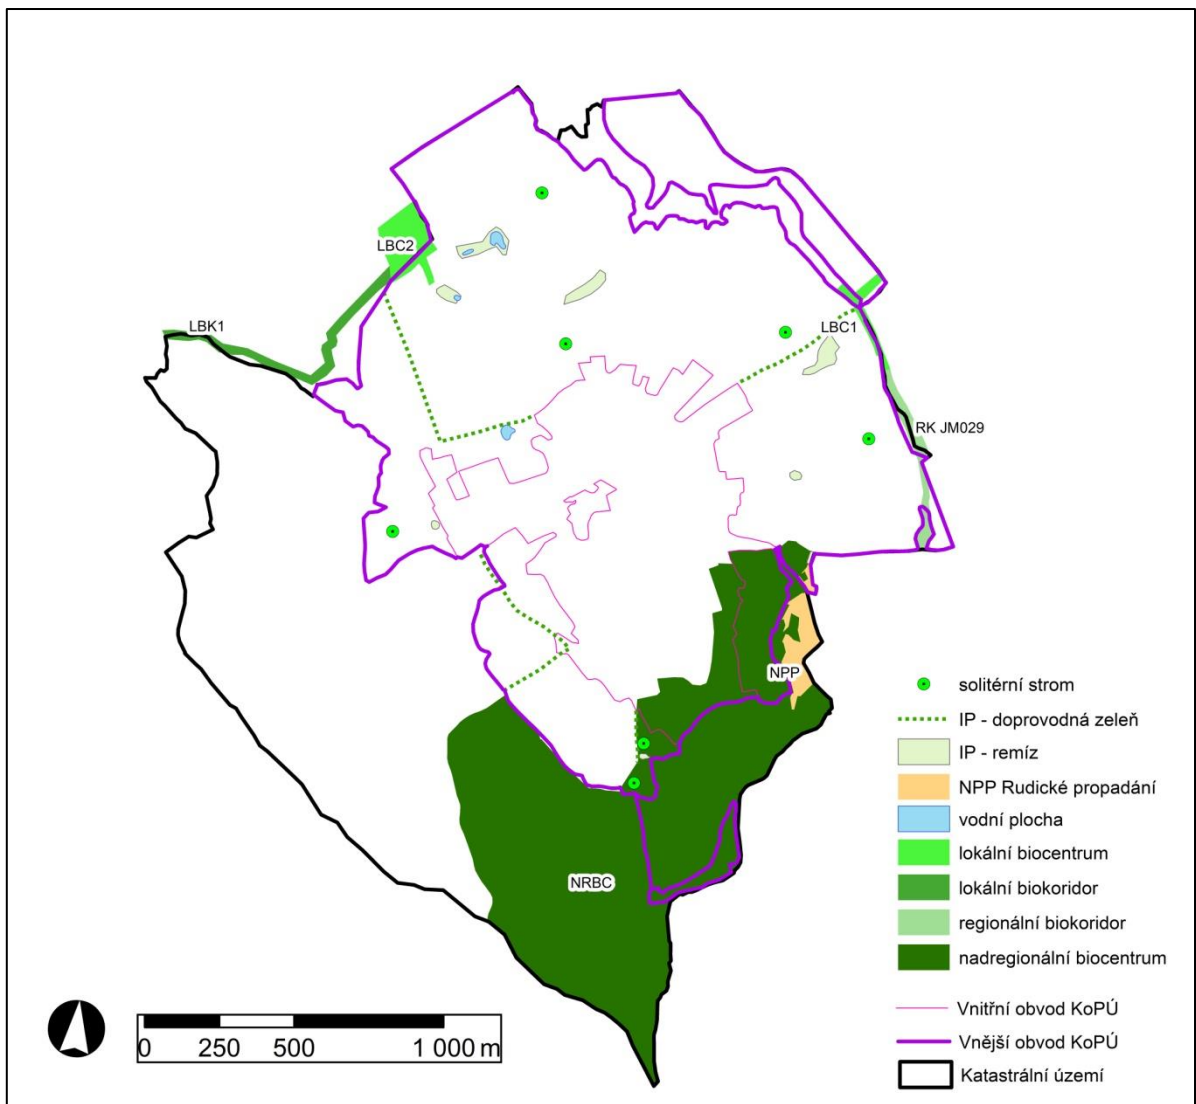 LBC2
LBK1
LBC1
RK JM029
NPP
NRBC
solitérní strom
IP - doprovodná zeleň
IP - remíz
NPP Rudické propadání
vodní plocha
lokální biocentrum
lokální biokoridor
regionální biokoridor
nadregionální biocentrum
Vnitřní obvod KoPÚ
Vnější obvod KoPÚ
Katastrální území
0 250 500 1 000 m